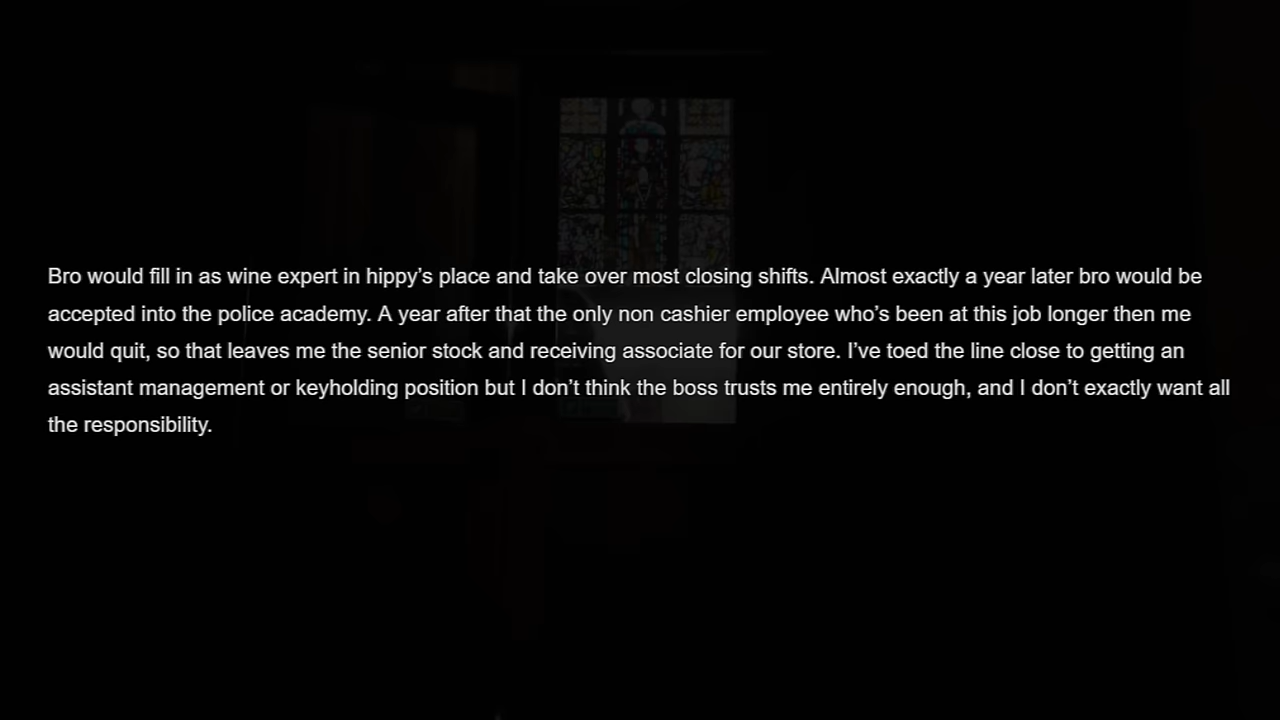 Bro would fill in as wine expert in hippy’s place and take over most closing shifts. Almost exactly a year later bro would be
accepted into the police academy. A year after that the only non cashier employee who’s been at this job longer then me
would quit, so that leaves me the senior stock and receiving associate for our store. I’ve toed the line close to getting an
assistant management or keyholding position but I don’t think the boss trusts me entirely enough, and I don’t exactly want all
the responsibility.